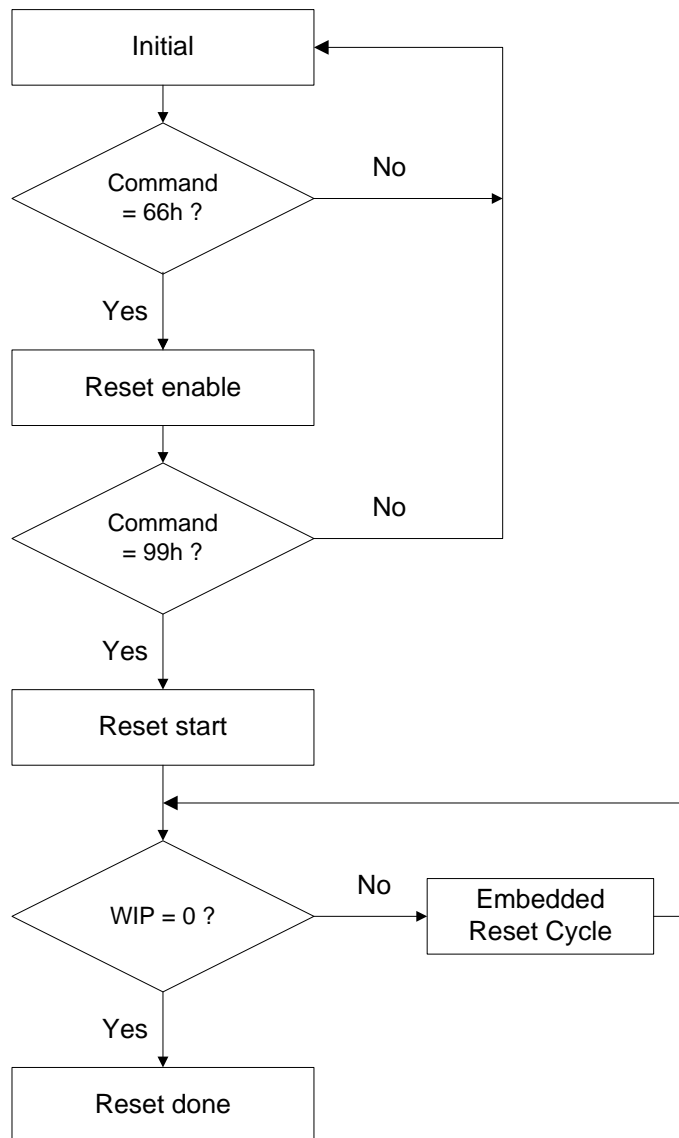 Initial
Command
= 66h ?
No
Yes
Reset enable
Command
= 99h ?
No
Yes
Reset start
WIP = 0 ?
No
Embedded
Reset Cycle
Yes
Reset done